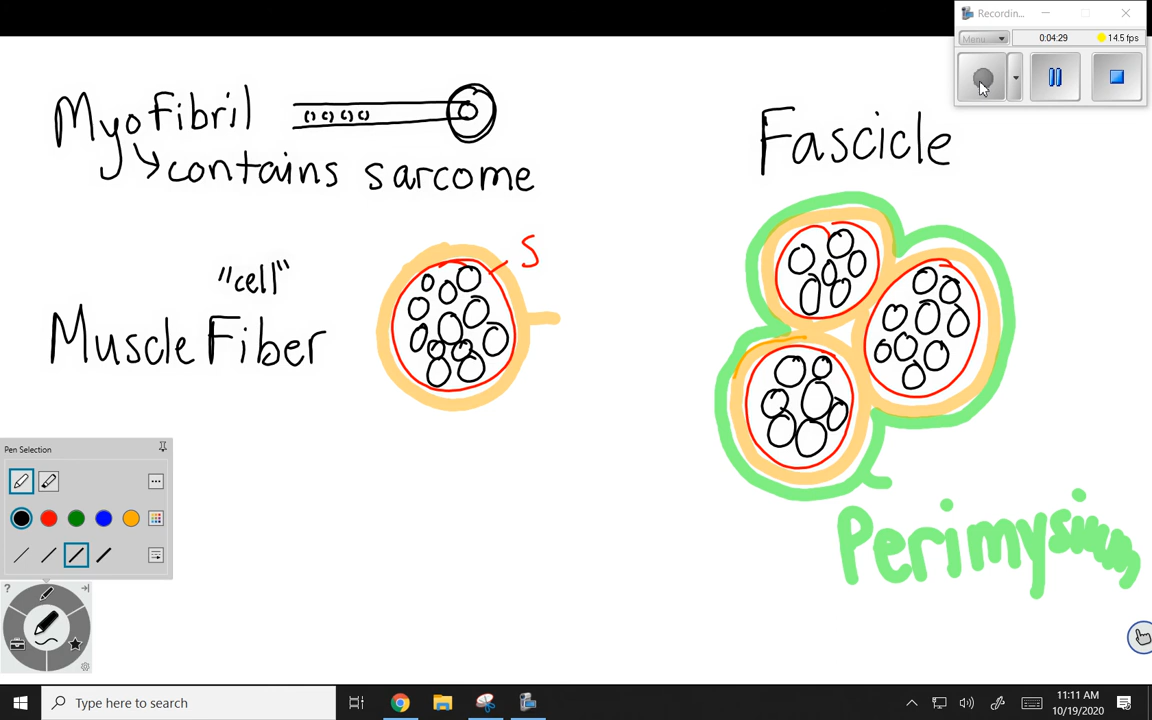 Recordin...
Menu
0:04:29
14.5 fps
Myofibril
contains sarcome
Fascicle
S
"cell"
Muscle Fiber
Pen Selection
Perimysium
?
Type here to search
11:11 AM
10/19/2020